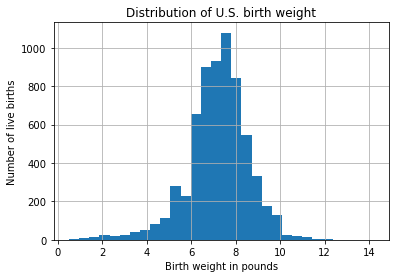 Distribution of U.S. birth weight
1000
800
600
400
200
0
Number of live births
0 2 4 6 8 10 12 14
Birth weight in pounds